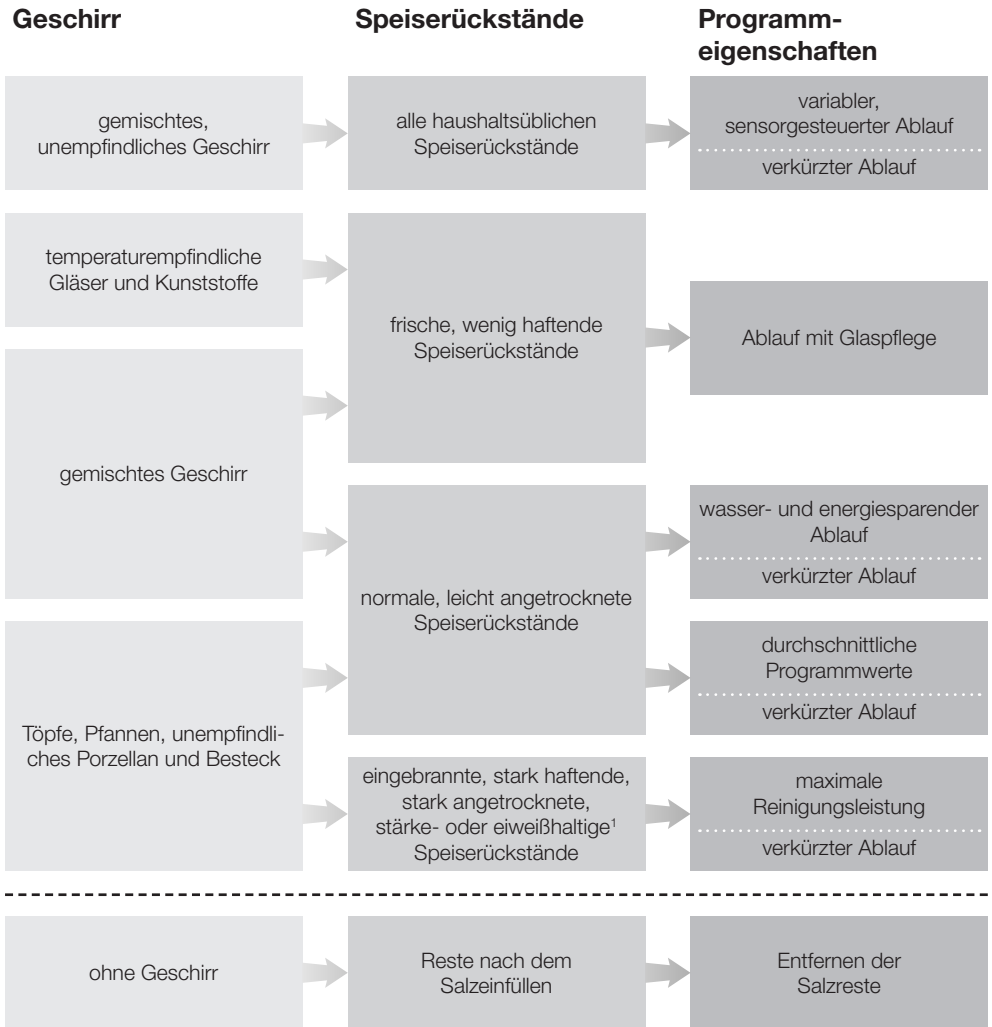 Geschirr
Speiserückstände
Programm-
eigenschaften
gemischtes,
unempfindliches Geschirr
alle haushaltsüblichen
Speiserückstände
variabler,
sensorgesteuerter Ablauf
verkürzter Ablauf
temperaturempfindliche
Gläser und Kunststoffe
frische, wenig haftende
Speiserückstände
Ablauf mit Glaspflege
gemischtes Geschirr
normale, leicht angetrocknete
Speiserückstände
wasser- und energiesparender
Ablauf
verkürzter Ablauf
durchschnittliche
Programmwerte
verkürzter Ablauf
Töpfe, Pfannen, unempfindli-
ches Porzellan und Besteck
eingebrannte, stark haftende,
stark angetrocknete,
stärke- oder eiweißhaltige¹
Speiserückstände
maximale
Reinigungsleistung
verkürzter Ablauf
ohne Geschirr
Reste nach dem
Salzeinfüllen
Entfernen der
Salzreste